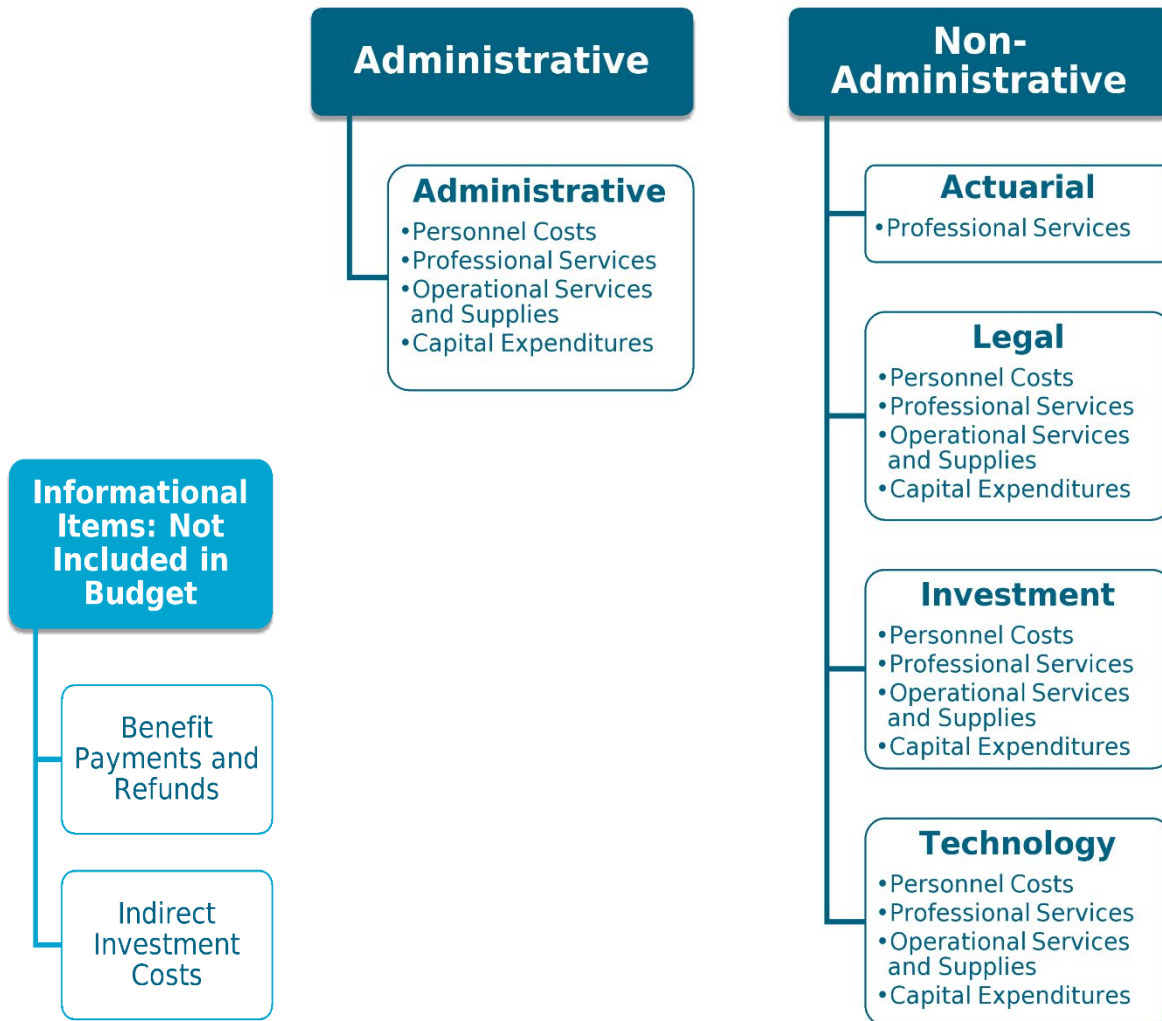 Administrative
Administrative
•Personnel Costs
•Professional Services
•Operational Services
and Supplies
•Capital Expenditures
Non-
Administrative
Actuarial
•Professional Services
Legal
•Personnel Costs
•Professional Services
•Operational Services
and Supplies
•Capital Expenditures
Investment
•Personnel Costs
•Professional Services
•Operational Services
and Supplies
•Capital Expenditures
Technology
•Personnel Costs
•Professional Services
•Operational Services
and Supplies
•Capital Expenditures
Informational
Items: Not
Included in
Budget
Benefit
Payments and
Refunds
Indirect
Investment
Costs